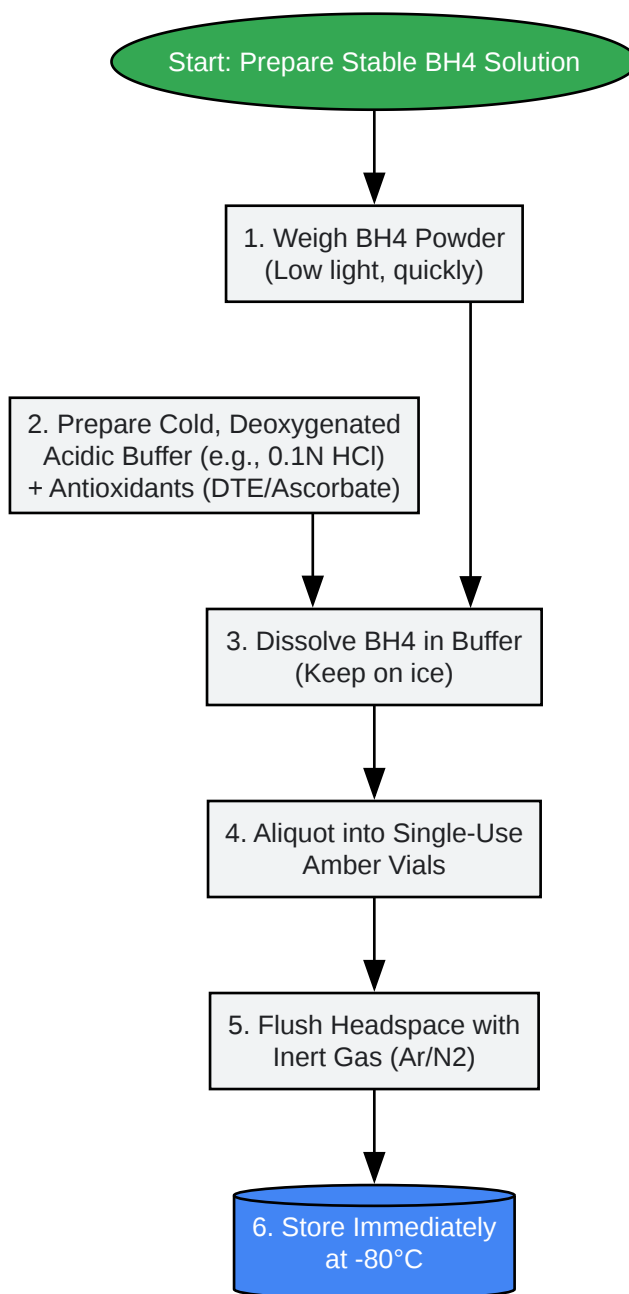 Start: Prepare Stable BH4 Solution
1. Weigh BH4 Powder
(Low light, quickly)
2. Prepare Cold, Deoxygenated
Acidic Buffer (e.g., 0.1N HCl)
+ Antioxidants (DTE/Ascorbate)
3. Dissolve BH4 in Buffer
(Keep on ice)
4. Aliquot into Single-Use
Amber Vials
5. Flush Headspace with
Inert Gas (Ar/N2)
6. Store Immediately
at -80°C